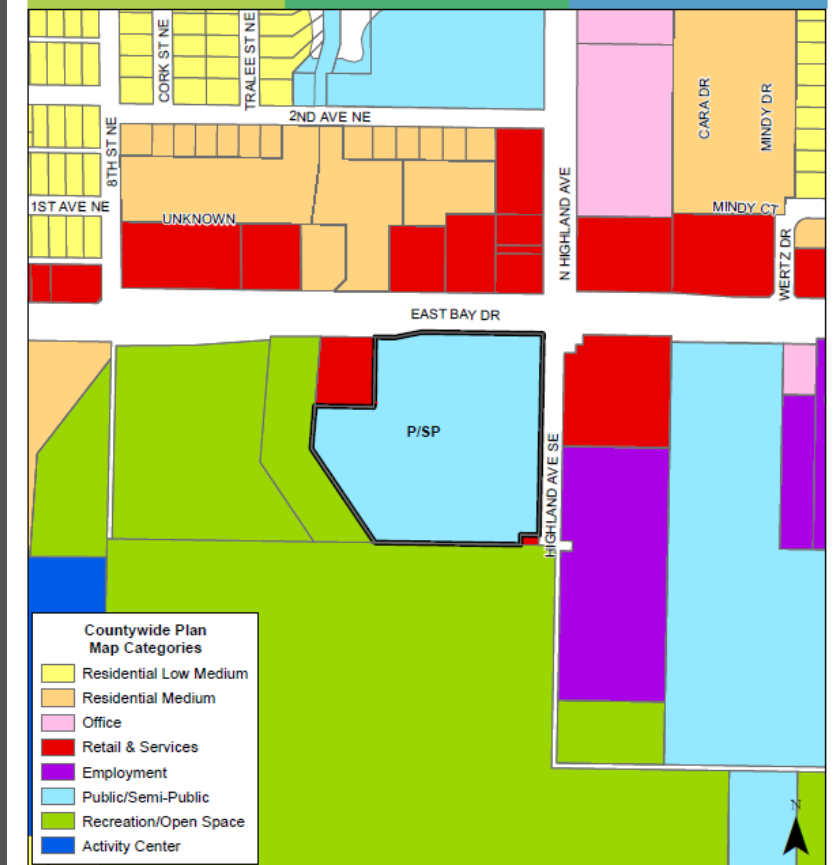 CORK ST NE
TRALEE ST NE
2ND AVE NE
8TH ST NE
CARA DR
MINDY DR
1ST AVE NE
UNKNOWN
MINDY CT
N HIGHLAND AVE
WERTZ DR
EAST BAY DR
P/SP
HIGHLAND AVE SE
Countywide Plan
Map Categories
Residential Low Medium
Residential Medium
Office
Retail & Services
Employment
Public/Semi-Public
Recreation/Open Space
Activity Center
N